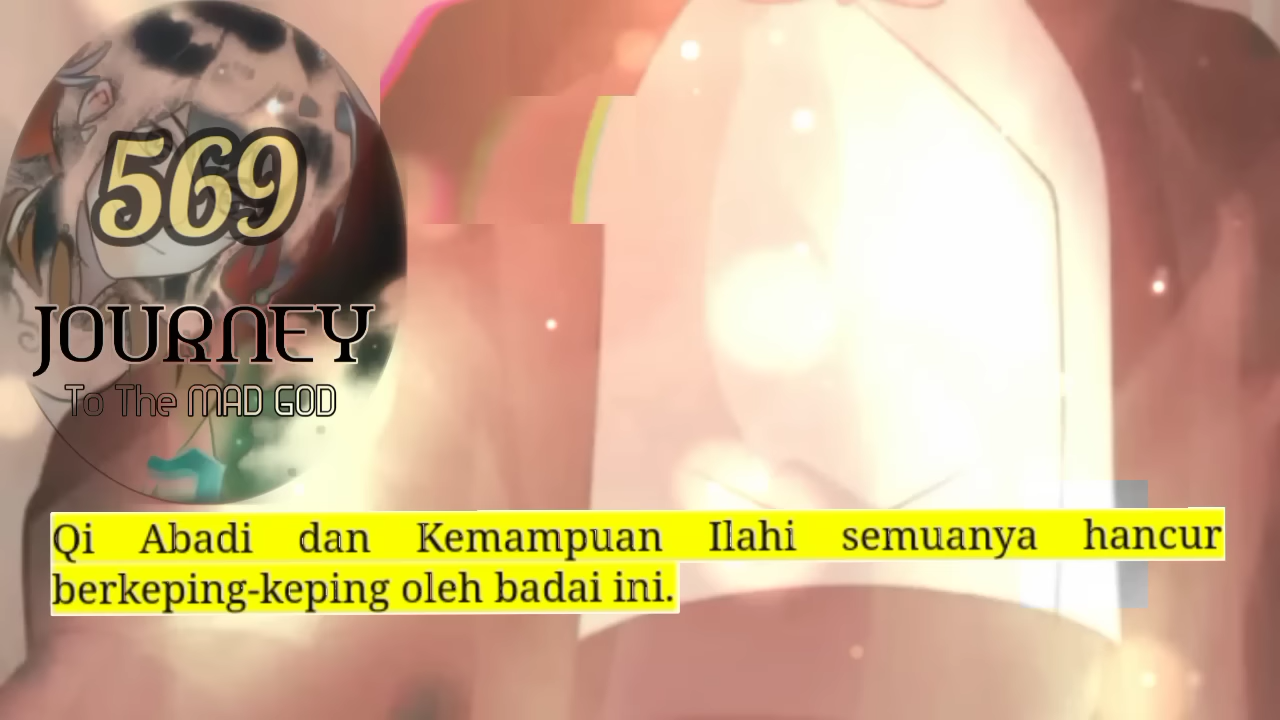 569
JOURNEY
To The MAD GOD
Qi Abadi dan Kemampuan Ilahi semuanya hancur
berkeping-keping oleh badai ini.